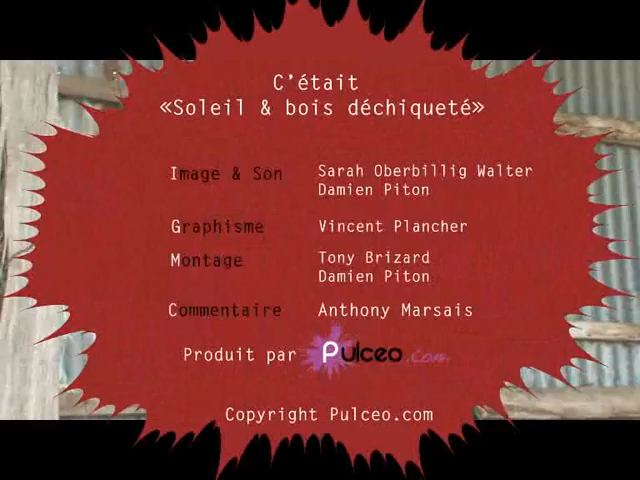 C'était
«Soleil & bois déchiqueté»
Image & Son Sarah Oberbillig Walter
Damien Piton
Graphisme Vincent Plancher
Montage Tony Brizard
Damien Piton
Commentaire Anthony Marsais
Produit par Pulceo.com
Copyright Pulceo.com